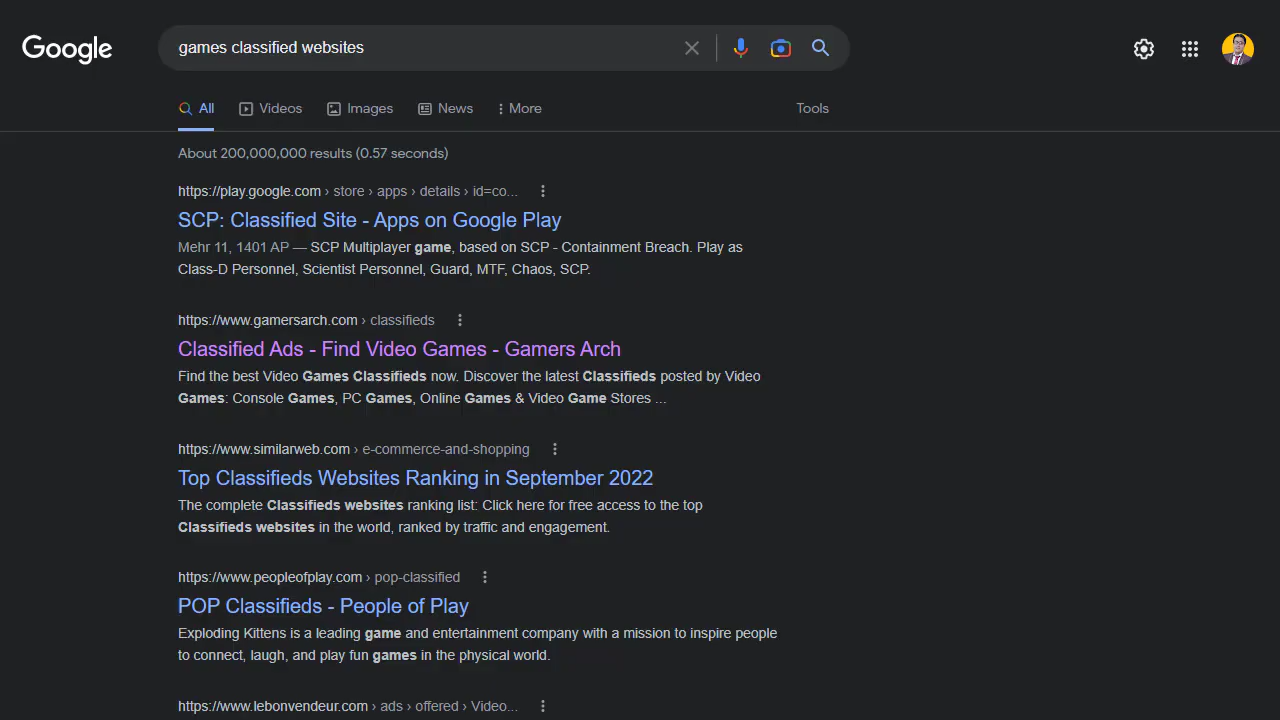 Google
games classified websites
All
Videos
Images
News
More
Tools
About 200,000,000 results (0.57 seconds)
https://play.google.com › store › apps › details › id=co...
SCP: Classified Site - Apps on Google Play
Mehr 11, 1401 AP — SCP Multiplayer game, based on SCP - Containment Breach. Play as
Class-D Personnel, Scientist Personnel, Guard, MTF, Chaos, SCP.
https://www.gamersarch.com › classifieds
Classified Ads - Find Video Games - Gamers Arch
Find the best Video Games Classifieds now. Discover the latest Classifieds posted by Video
Games: Console Games, PC Games, Online Games & Video Game Stores ...
https://www.similarweb.com › e-commerce-and-shopping
Top Classifieds Websites Ranking in September 2022
The complete Classifieds websites ranking list: Click here for free access to the top
Classifieds websites in the world, ranked by traffic and engagement.
https://www.peopleofplay.com › pop-classified
POP Classifieds - People of Play
Exploding Kittens is a leading game and entertainment company with a mission to inspire people
to connect, laugh, and play fun games in the physical world.
https://www.lebonvendeur.com › ads › offered › Video...